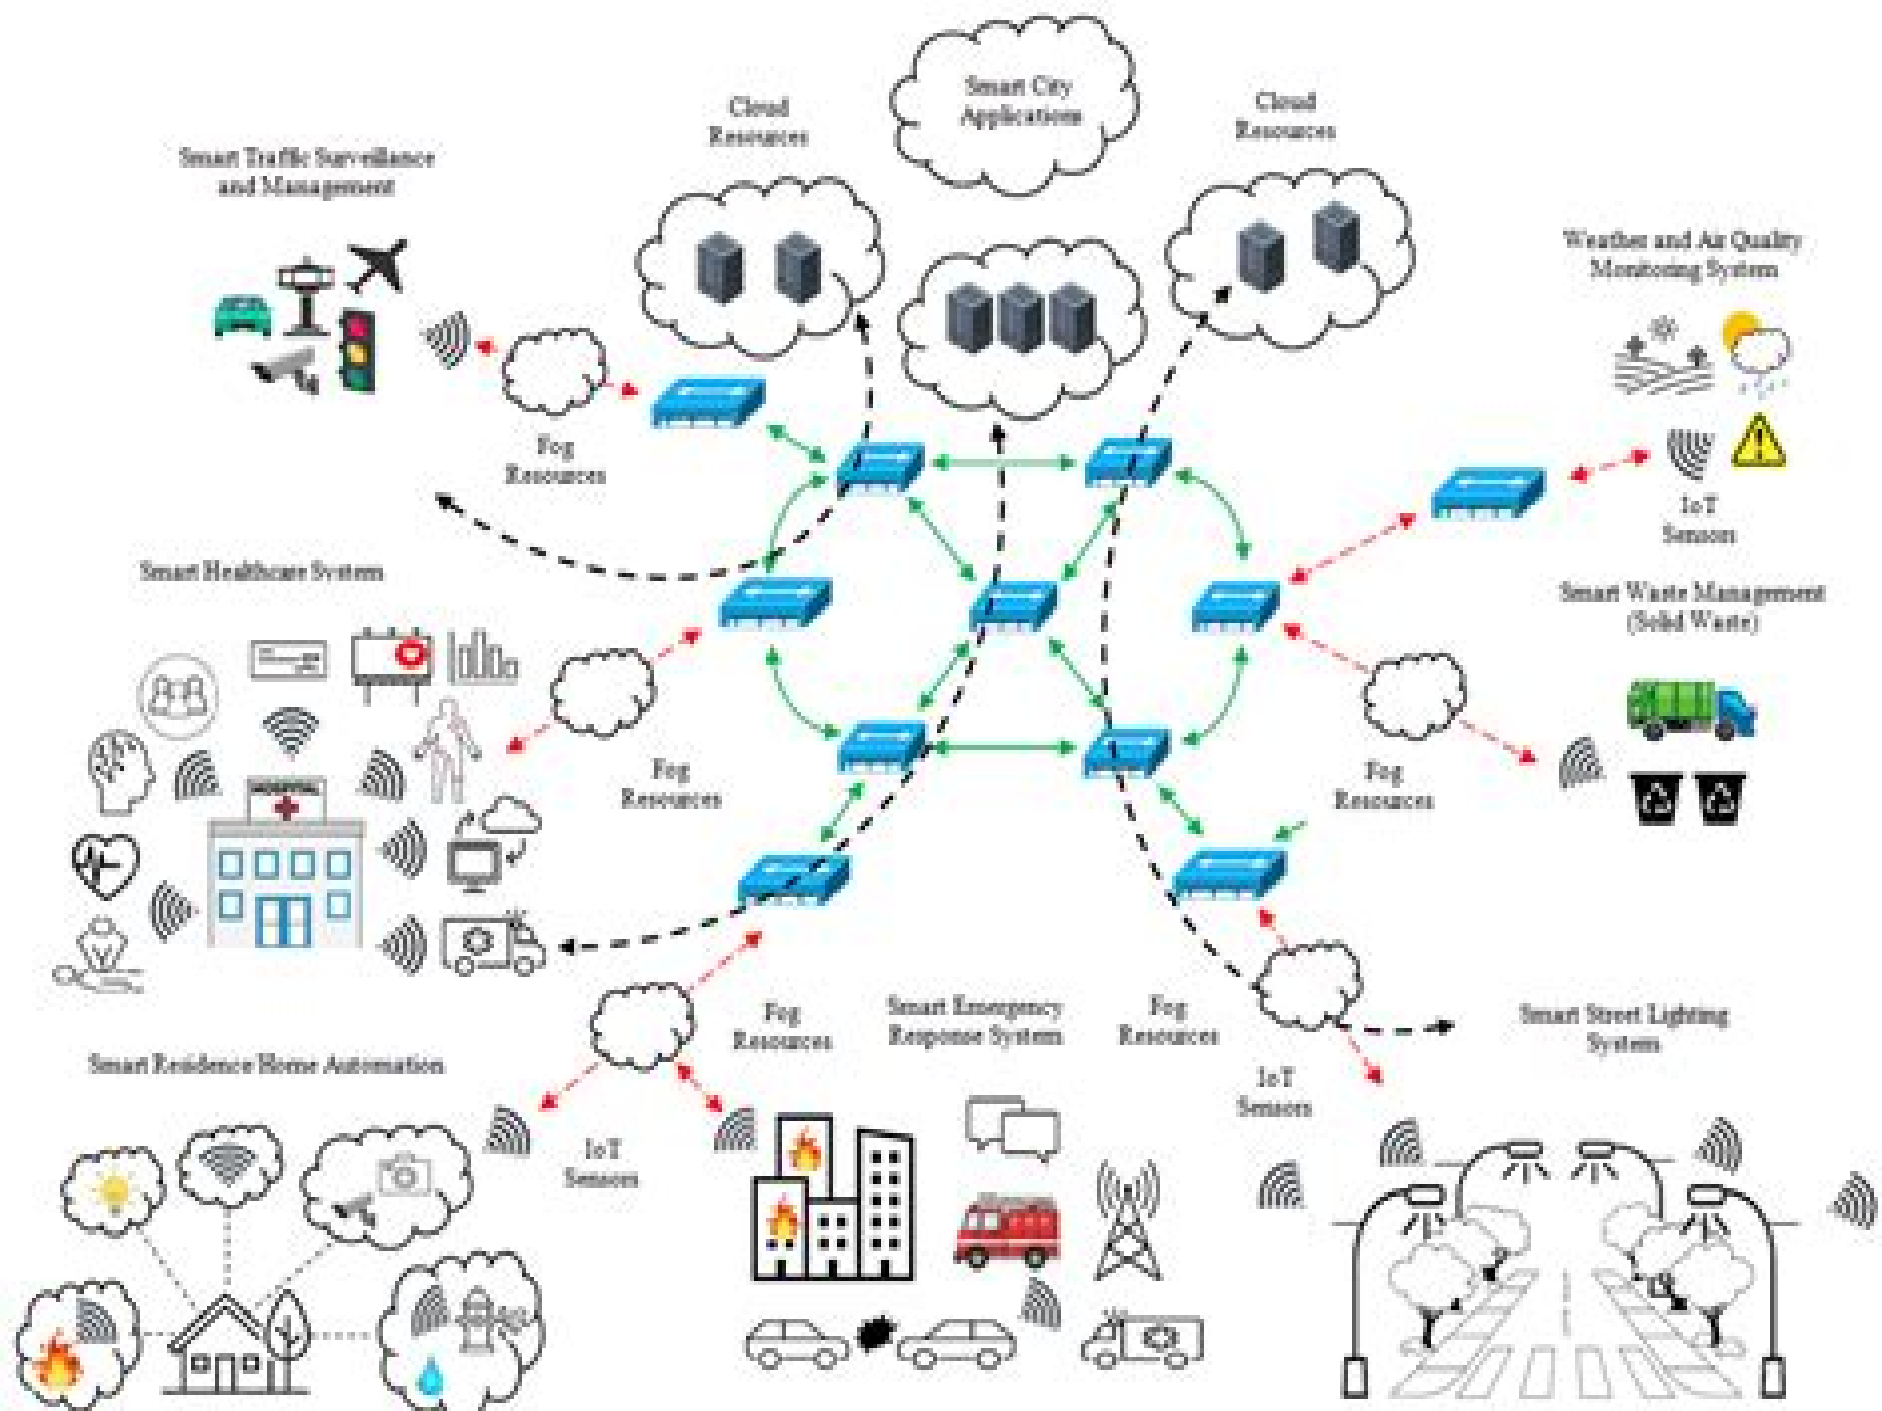 Smart City
Applications
Cloud
Resources
Cloud
Resources
Smart Traffic Surveillance
and Management
Weather and Air Quality
Monitoring System
Fog
Resources
IoT
Sensors
Smart Healthcare System
Smart Waste Management
(Solid Waste)
Fog
Resources
Fog
Resources
HOSPITAL
Fog
Resources
Smart Emergency
Response System
Fog
Resources
Smart Street Lighting
System
Smart Residence Home Automation
IoT
Sensors
IoT
Sensors